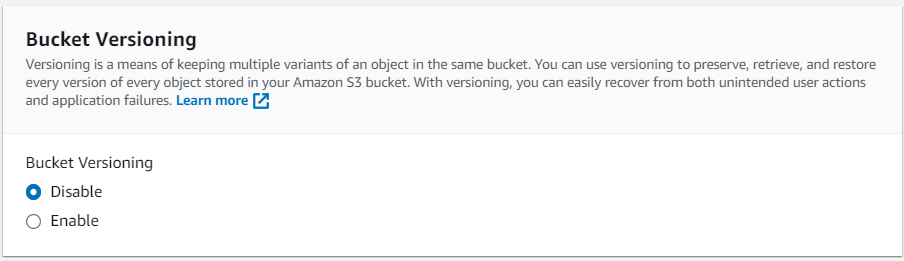 Bucket Versioning
Versioning is a means of keeping multiple variants of an object in the same bucket. You can use versioning to preserve, retrieve, and restore
every version of every object stored in your Amazon S3 bucket. With versioning, you can easily recover from both unintended user actions
and application failures. Learn more
Bucket Versioning
Disable
Enable